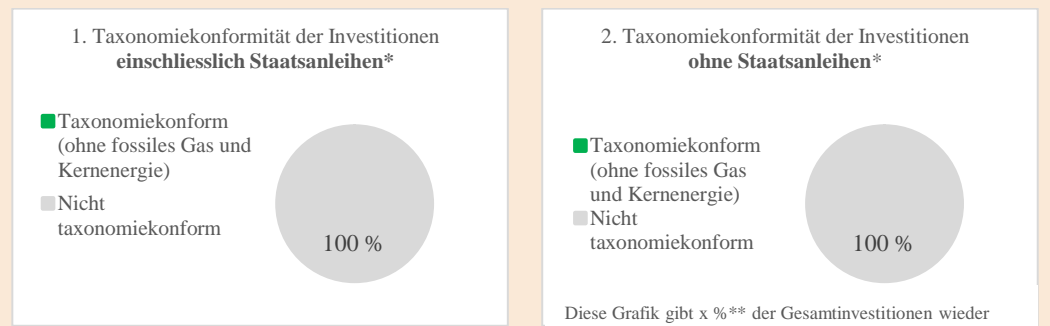 1. Taxonomiekonformität der Investitionen
einschliesslich Staatsanleihen*
Taxonomiekonform
(ohne fossiles Gas und
Kernenergie)
Nicht
taxonomiekonform
100 %
2. Taxonomiekonformität der Investitionen
ohne Staatsanleihen*
Taxonomiekonform
(ohne fossiles Gas
und Kernenergie)
Nicht
taxonomiekonform
100 %
Diese Grafik gibt x %** der Gesamtinvestitionen wieder